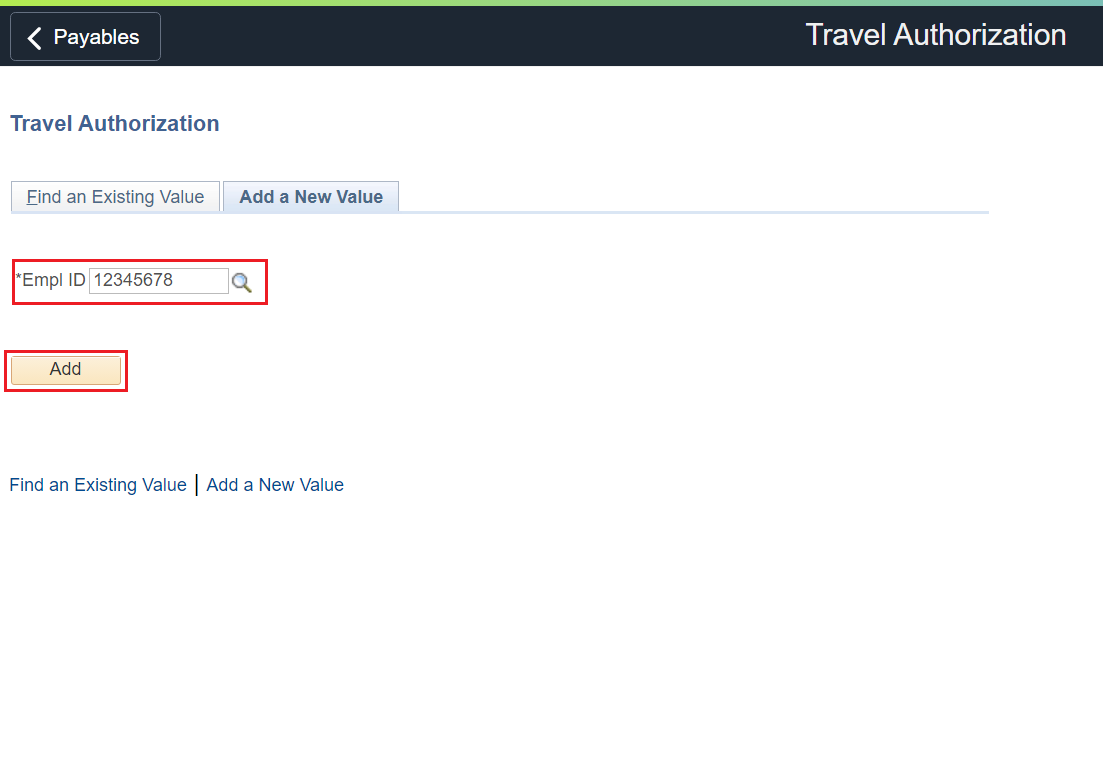 Payables
Travel Authorization
Travel Authorization
Find an Existing Value
Add a New Value
*Empl ID 12345678
Add
Find an Existing Value | Add a New Value